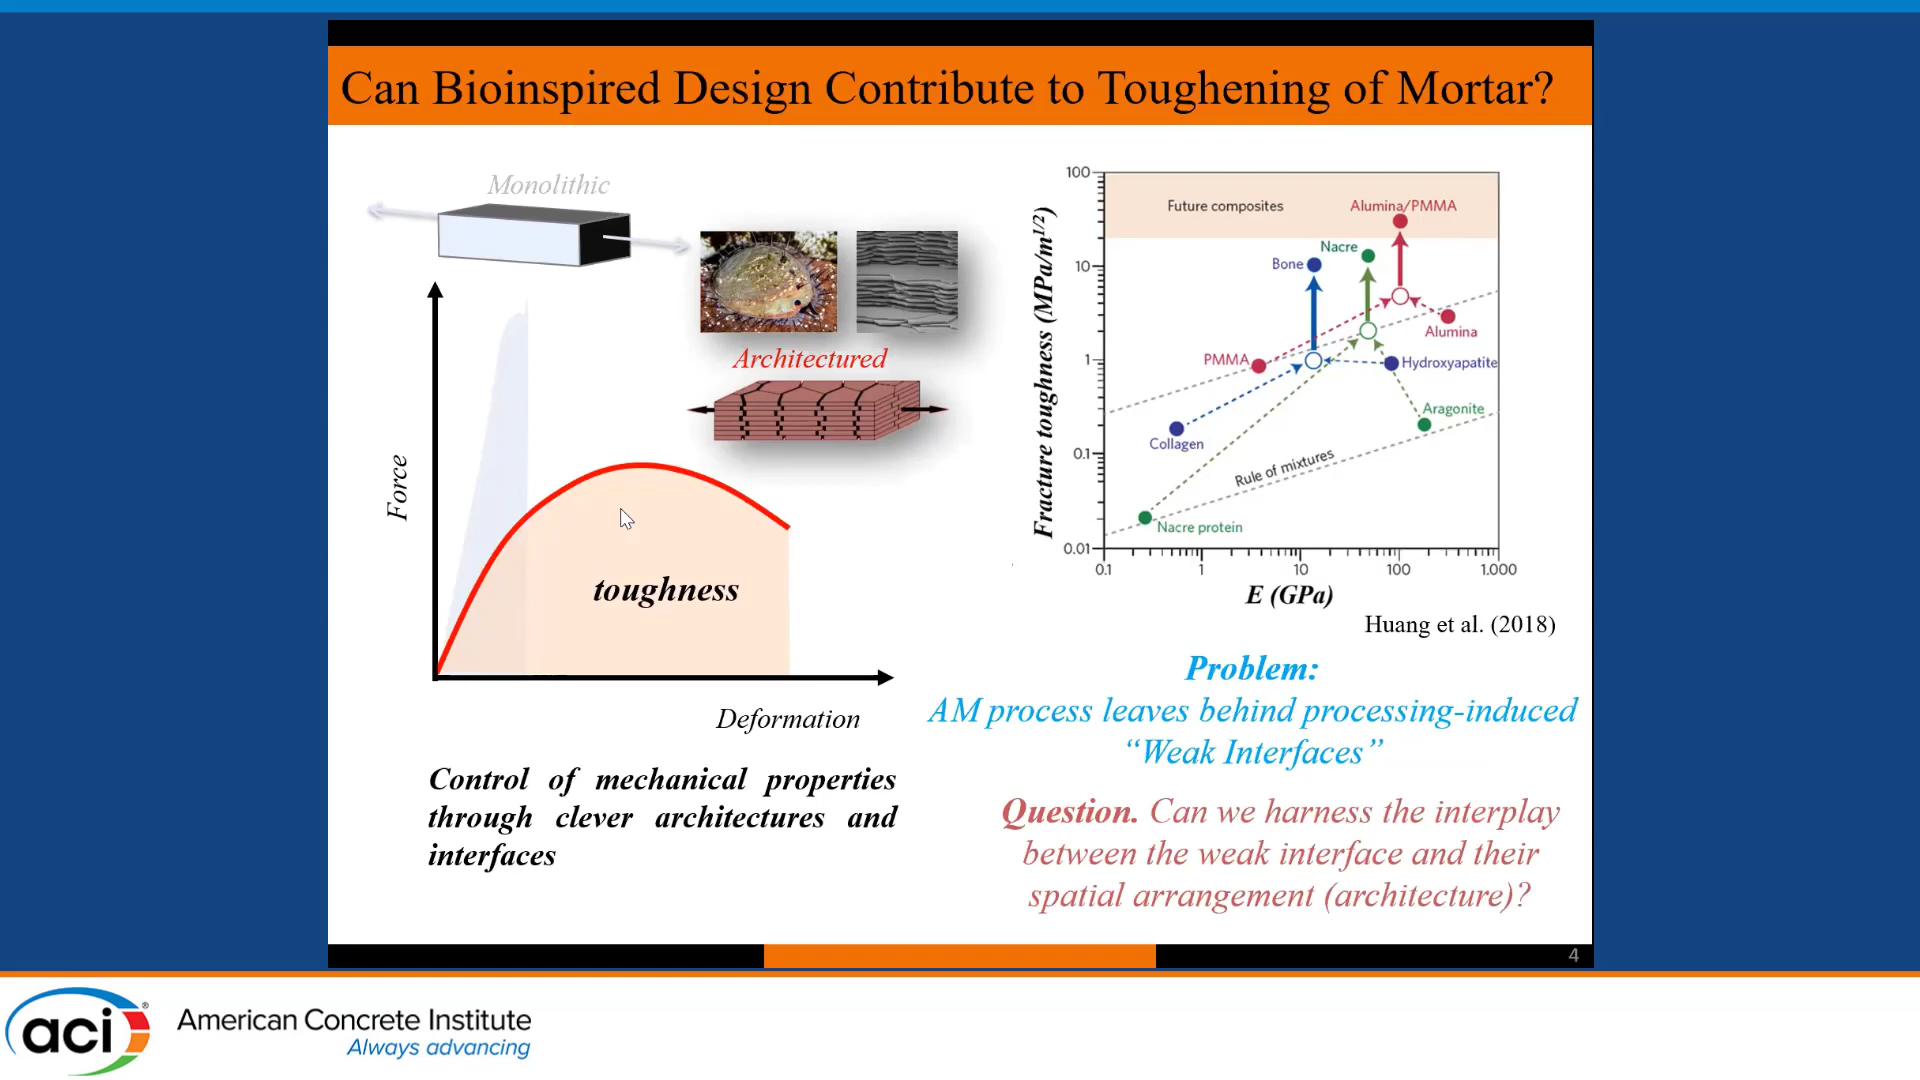 Can Bioinspired Design Contribute to Toughening of Mortar?
Monolithic
Architectured
Force
toughness
Deformation
Control of mechanical properties
through clever architectures and
interfaces
Fracture toughness (MPa/m^1/2)
100
10
1
0.1
0.01
Future composites
Alumina/PMMA
Nacre
Bone
Alumina
PMMA
Hydroxyapatite
Aragonite
Collagen
Rule of mixtures
Nacre protein
0.1
1
10
100
1.000
E (GPa)
Huang et al. (2018)
Problem:
AM process leaves behind processing-induced
“Weak Interfaces”
Question. Can we harness the interplay
between the weak interface and their
spatial arrangement (architecture)?
4
aci®
American Concrete Institute
Always advancing